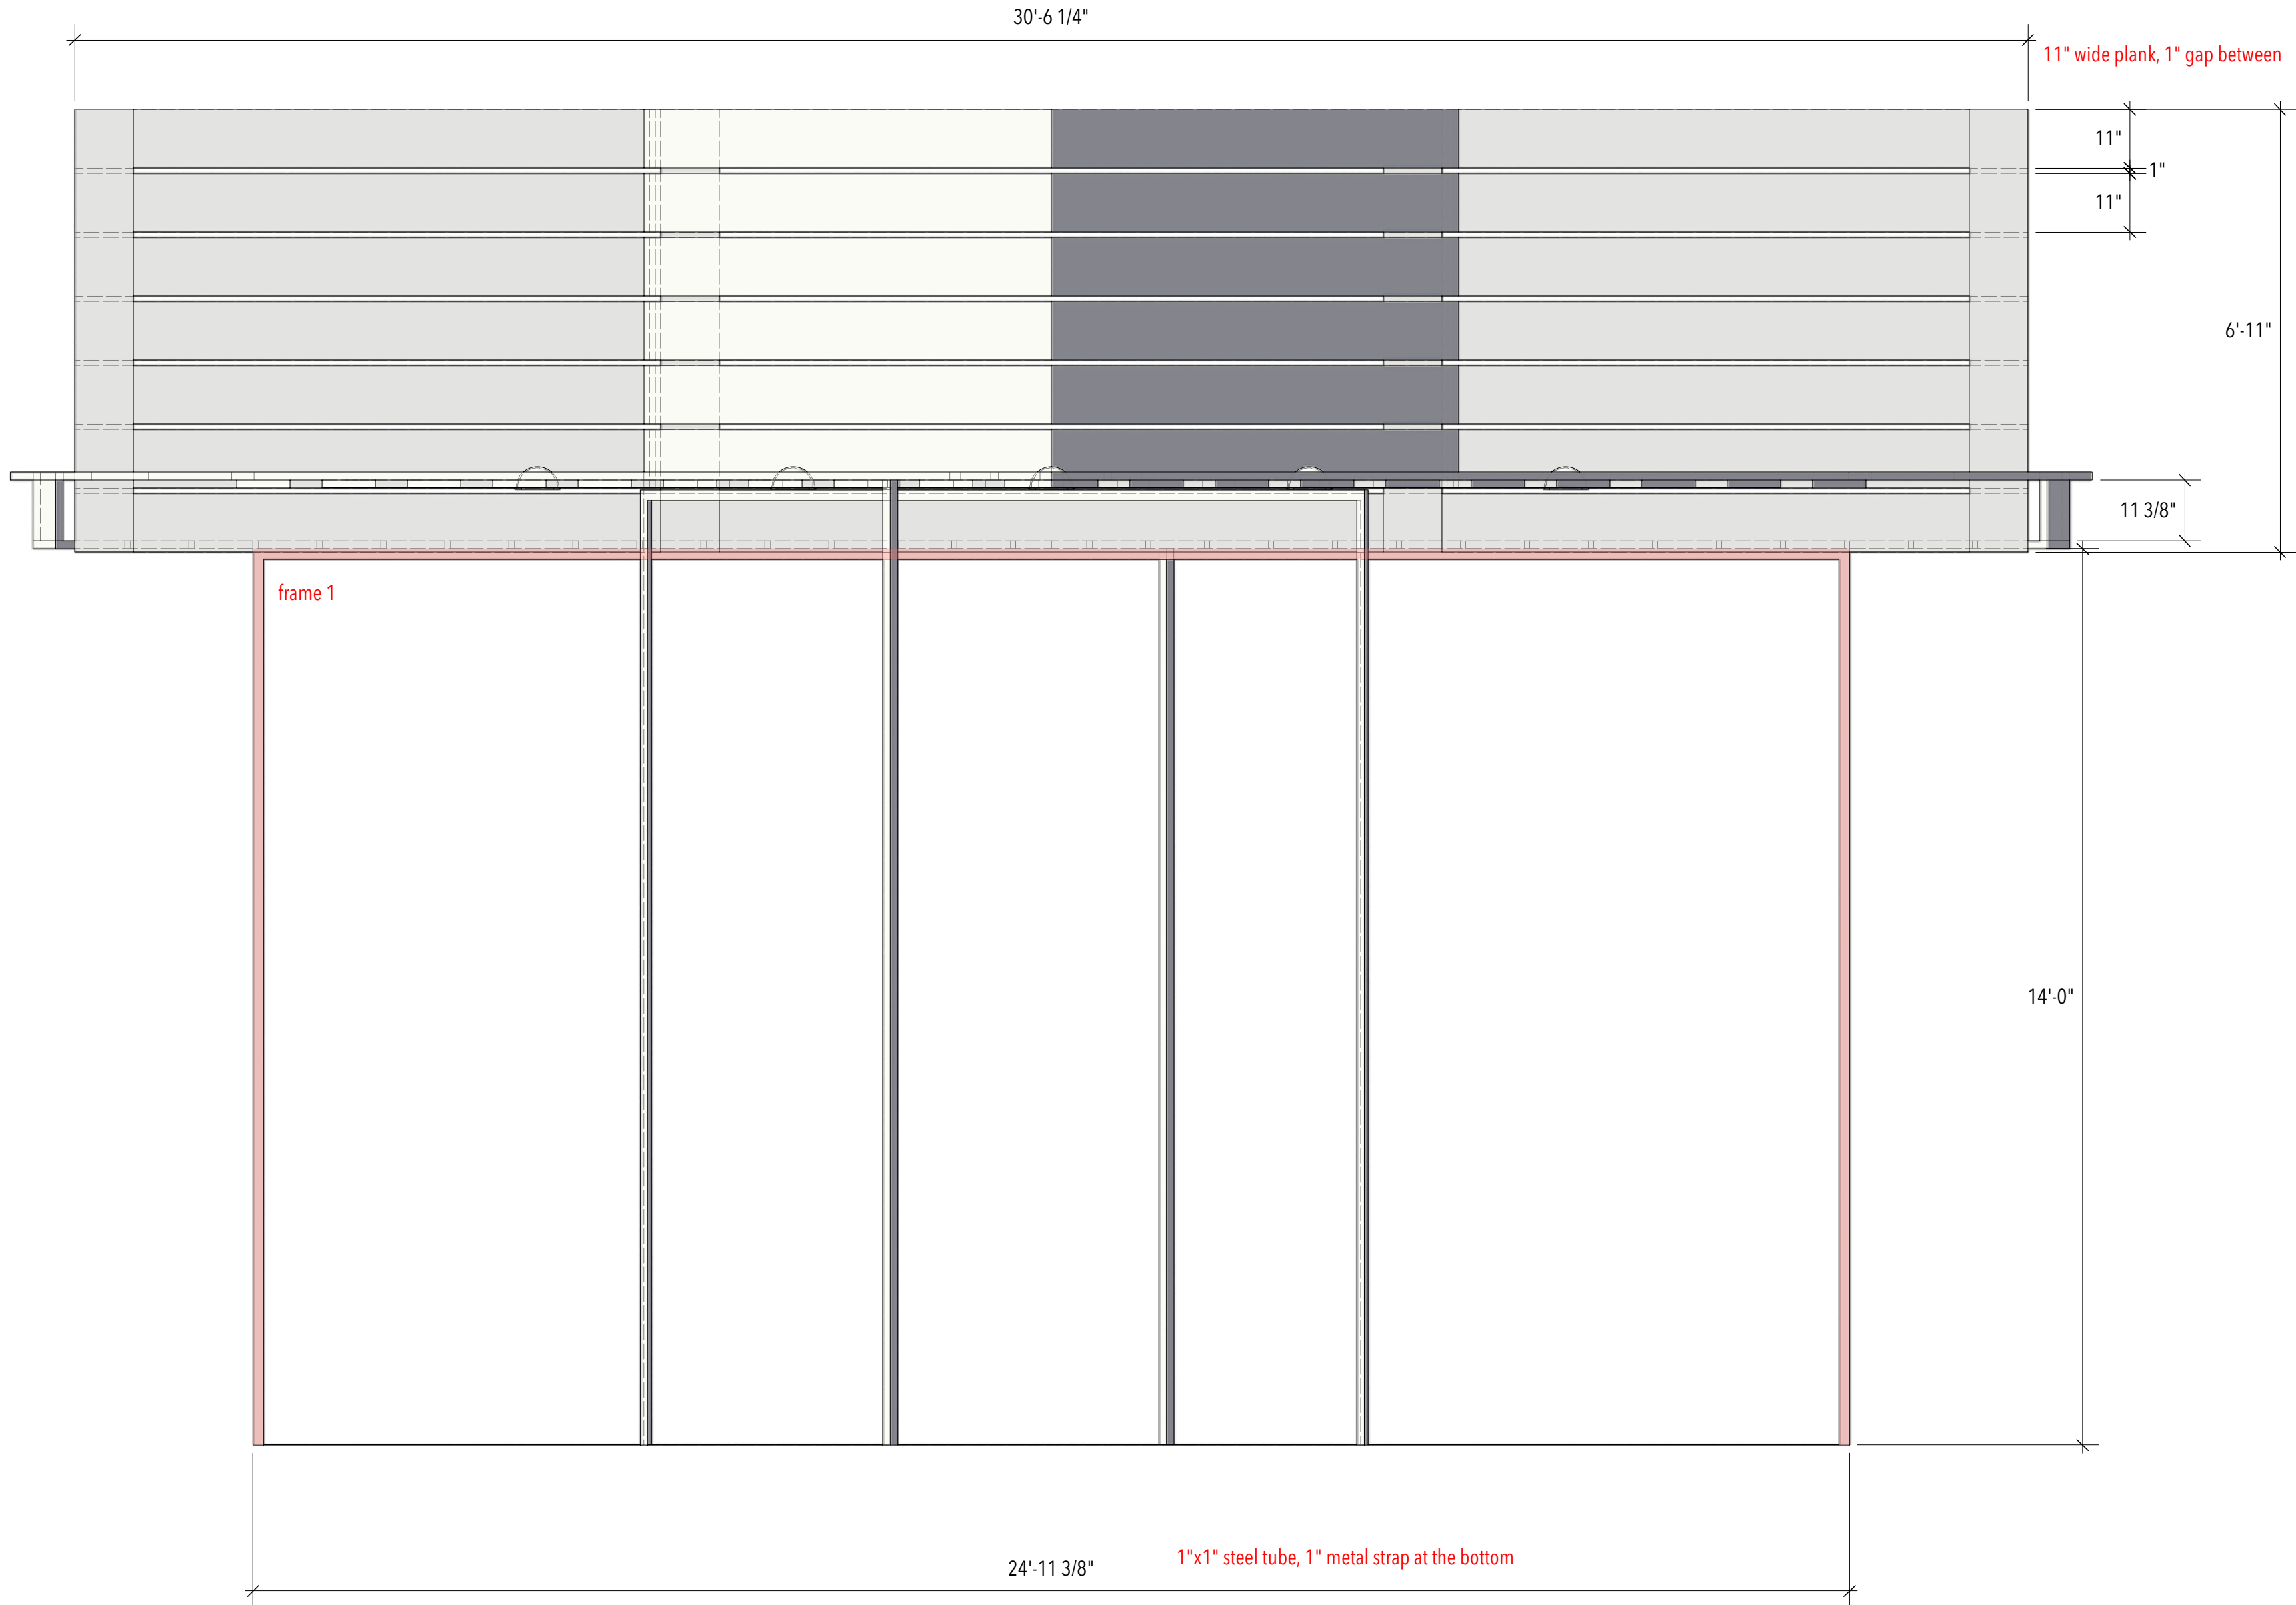 30'-6 1/4"
11" wide plank, 1" gap between
11"
1"
11"
6'-11"
11 3/8"
frame 1
14'-0"
24'-11 3/8"
1"x1" steel tube, 1" metal strap at the bottom